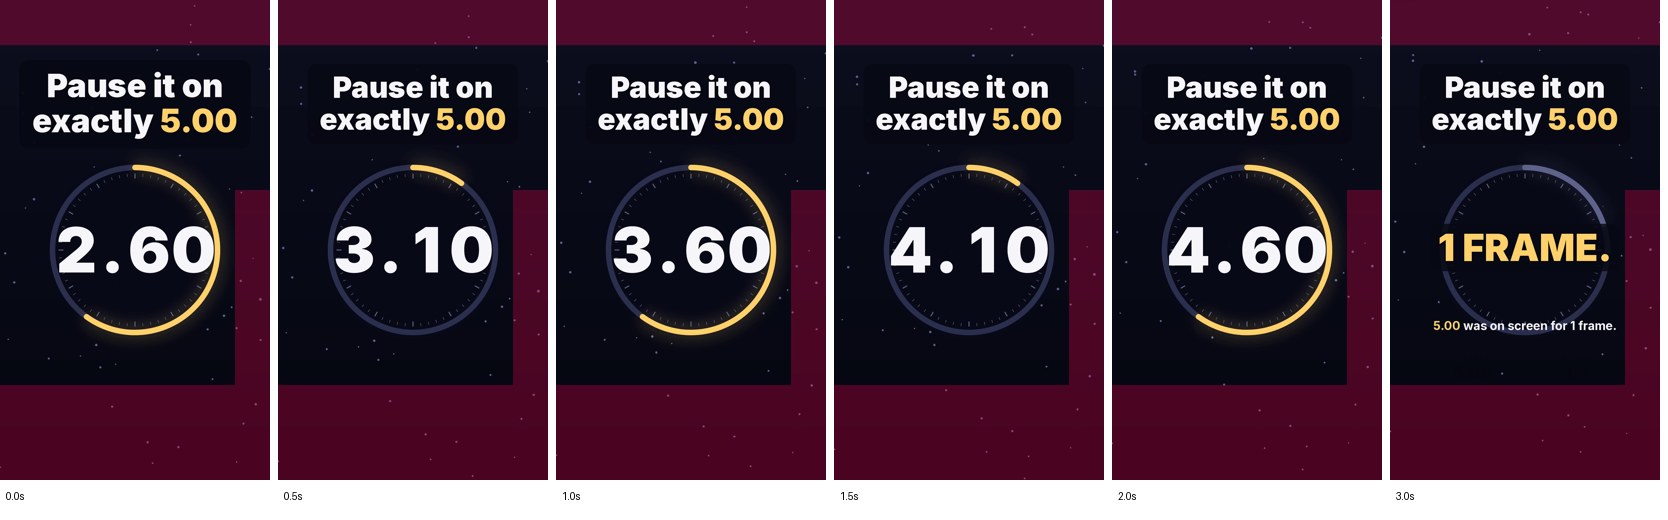 Pause it on
exactly 5.00
2.60
0.0s
Pause it on
exactly 5.00
3.10
0.5s
Pause it on
exactly 5.00
3.60
1.0s
Pause it on
exactly 5.00
4.10
1.5s
Pause it on
exactly 5.00
4.60
2.0s
Pause it on
exactly 5.00
1 FRAME.
5.00 was on screen for 1 frame.
3.0s